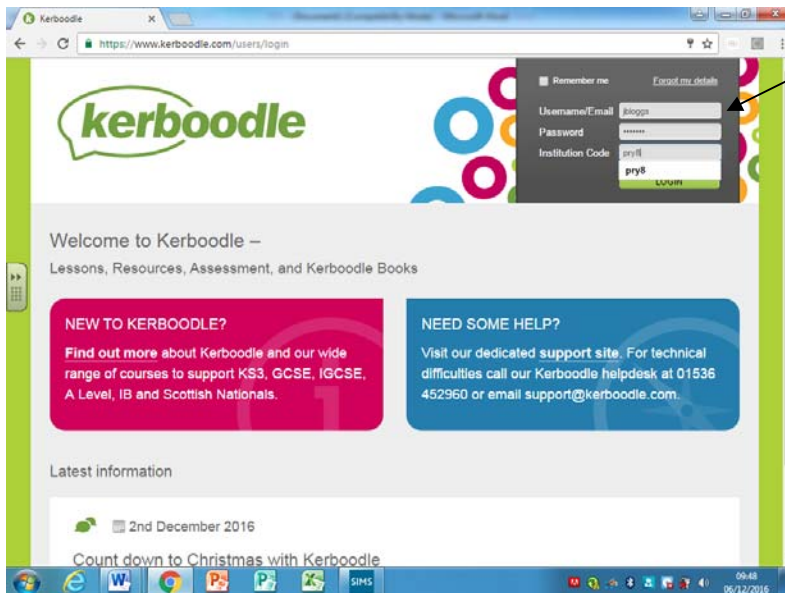 Kerboodle
https://www.kerboodle.com/users/login
Remember me Forgot my details
kerboodle
Username/Email jbloggs
Password
Institution Code pry8
pry8
LOGIN
Welcome to Kerboodle –
Lessons, Resources, Assessment, and Kerboodle Books
NEW TO KERBOODLE?
Find out more about Kerboodle and our wide
range of courses to support KS3, GCSE, IGCSE,
A Level, IB and Scottish Nationals.
NEED SOME HELP?
Visit our dedicated support site. For technical
difficulties call our Kerboodle helpdesk at 01536
452960 or email support@kerboodle.com.
Latest information
2nd December 2016
Count down to Christmas with Kerboodle
SIMS
09:48
06/12/2016